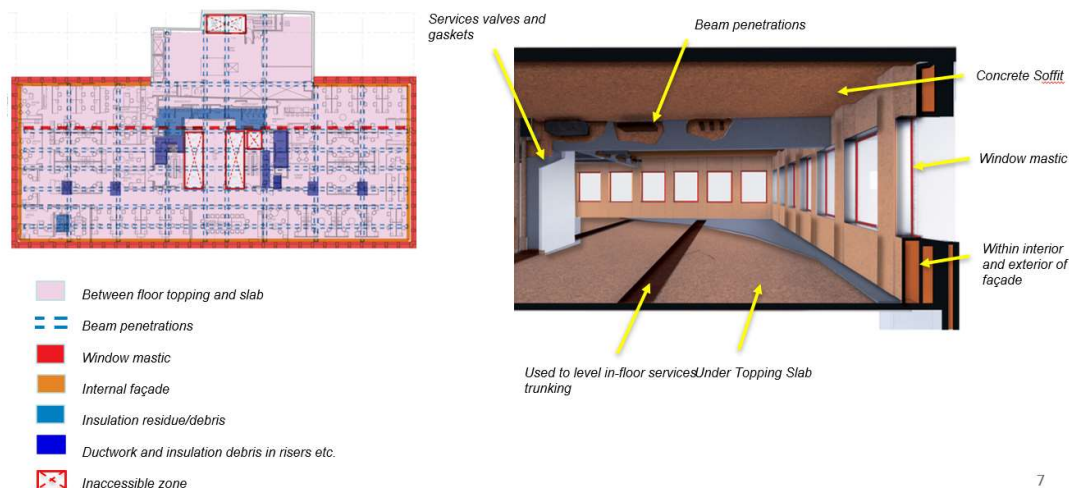 Services valves and
gaskets
Beam penetrations
Concrete Soffit
Window mastic
Within interior
and exterior of
façade
Used to level in-floor services
trunking
Under Topping Slab
Between floor topping and slab
Beam penetrations
Window mastic
Internal façade
Insulation residue/debris
Ductwork and insulation debris in risers etc.
Inaccessible zone
7